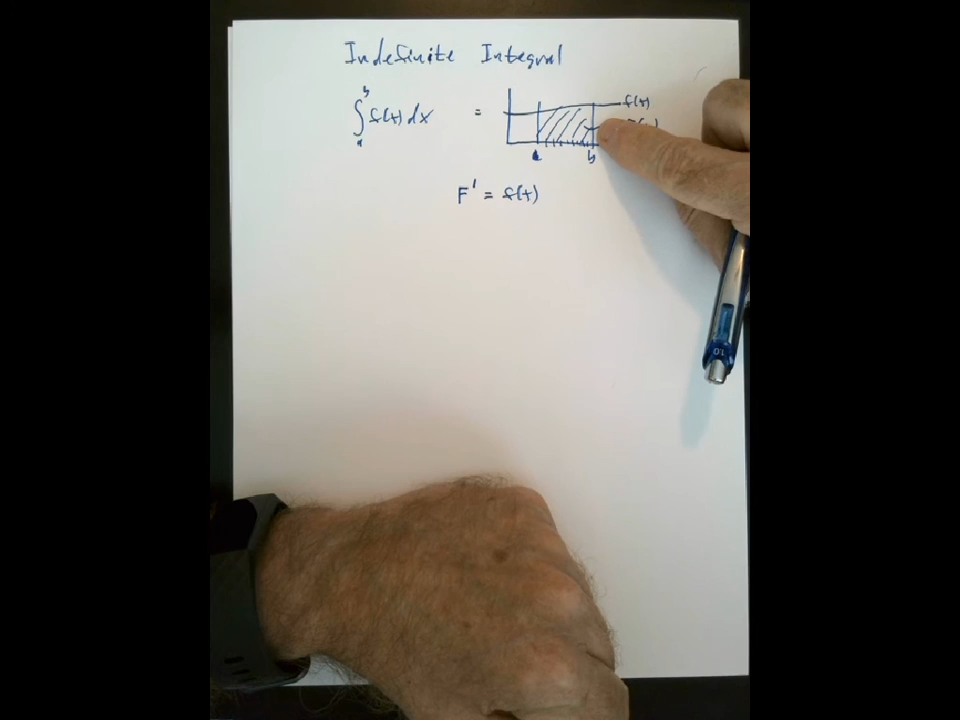 Indefinite Integral
∫ₐᵇ f(x) dx = f(x)
a b
F' = f(x)